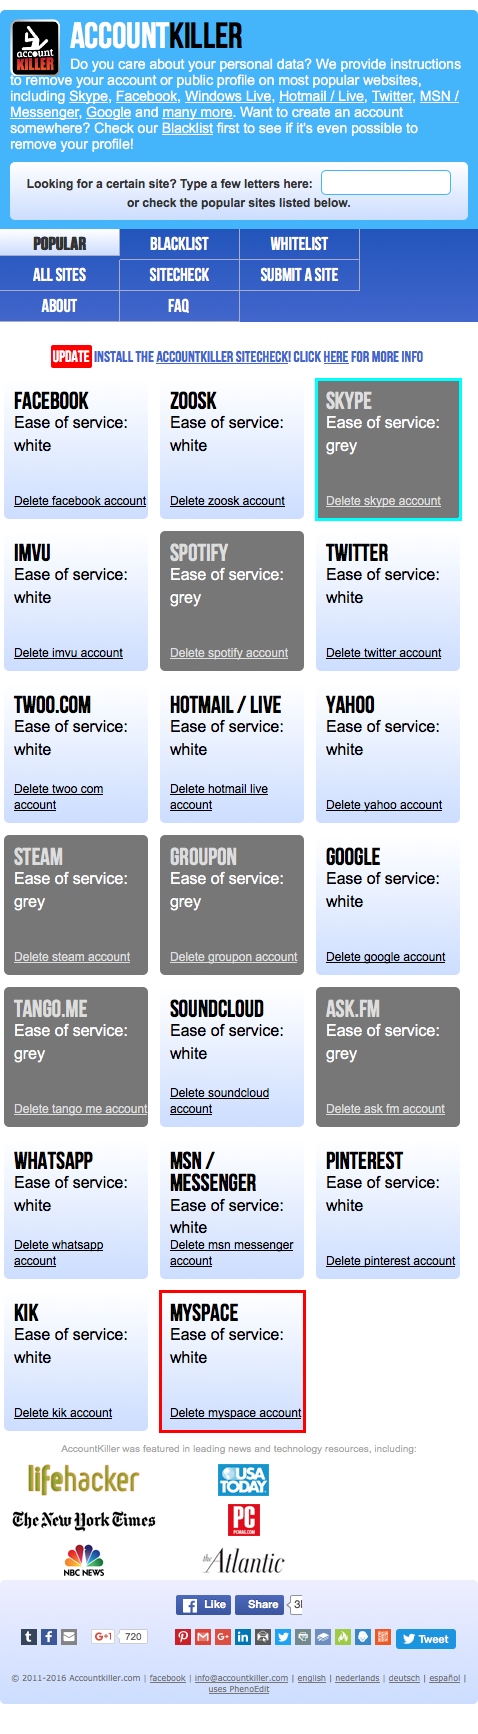 account
KILLER
ACCOUNTKILLER
Do you care about your personal data? We provide instructions
to remove your account or public profile on most popular websites,
including Skype, Facebook, Windows Live, Hotmail / Live, Twitter, MSN /
Messenger, Google and many more. Want to create an account
somewhere? Check our Blacklist first to see if it's even possible to
remove your profile!
Looking for a certain site? Type a few letters here:
or check the popular sites listed below.
POPULAR BLACKLIST WHITELIST
ALL SITES SITECHECK SUBMIT A SITE
ABOUT FAQ
UPDATE INSTALL THE ACCOUNTKILLER SITECHECK! CLICK HERE FOR MORE INFO
FACEBOOK
Ease of service:
white
Delete facebook account
ZOOSK
Ease of service:
white
Delete zoosk account
SKYPE
Ease of service:
grey
Delete skype account
IMVU
Ease of service:
white
Delete imvu account
SPOTIFY
Ease of service:
grey
Delete spotify account
TWITTER
Ease of service:
white
Delete twitter account
TWOO.COM
Ease of service:
white
Delete twoo com
account
HOTMAIL / LIVE
Ease of service:
white
Delete hotmail live
account
YAHOO
Ease of service:
white
Delete yahoo account
STEAM
Ease of service:
grey
Delete steam account
GROUPON
Ease of service:
grey
Delete groupon account
GOOGLE
Ease of service:
white
Delete google account
TANGO.ME
Ease of service:
grey
Delete tango me account
SOUNDCLOUD
Ease of service:
white
Delete soundcloud
account
ASK.FM
Ease of service:
grey
Delete ask fm account
WHATSAPP
Ease of service:
white
Delete whatsapp
account
MSN /
MESSENGER
Ease of service:
white
Delete msn messenger
account
PINTEREST
Ease of service:
white
Delete pinterest account
KIK
Ease of service:
white
Delete kik account
MYSPACE
Ease of service:
white
Delete myspace account
AccountKiller was featured in leading news and technology resources, including:
lifehacker
USA
TODAY
The New York Times
PC
PCMAG.COM
NBC NEWS
the Atlantic
Like Share
G+1 720
Tweet
© 2011-2016 Accountkiller.com | facebook | info@accountkiller.com | english | nederlands | deutsch | español |
uses PhenoEdit